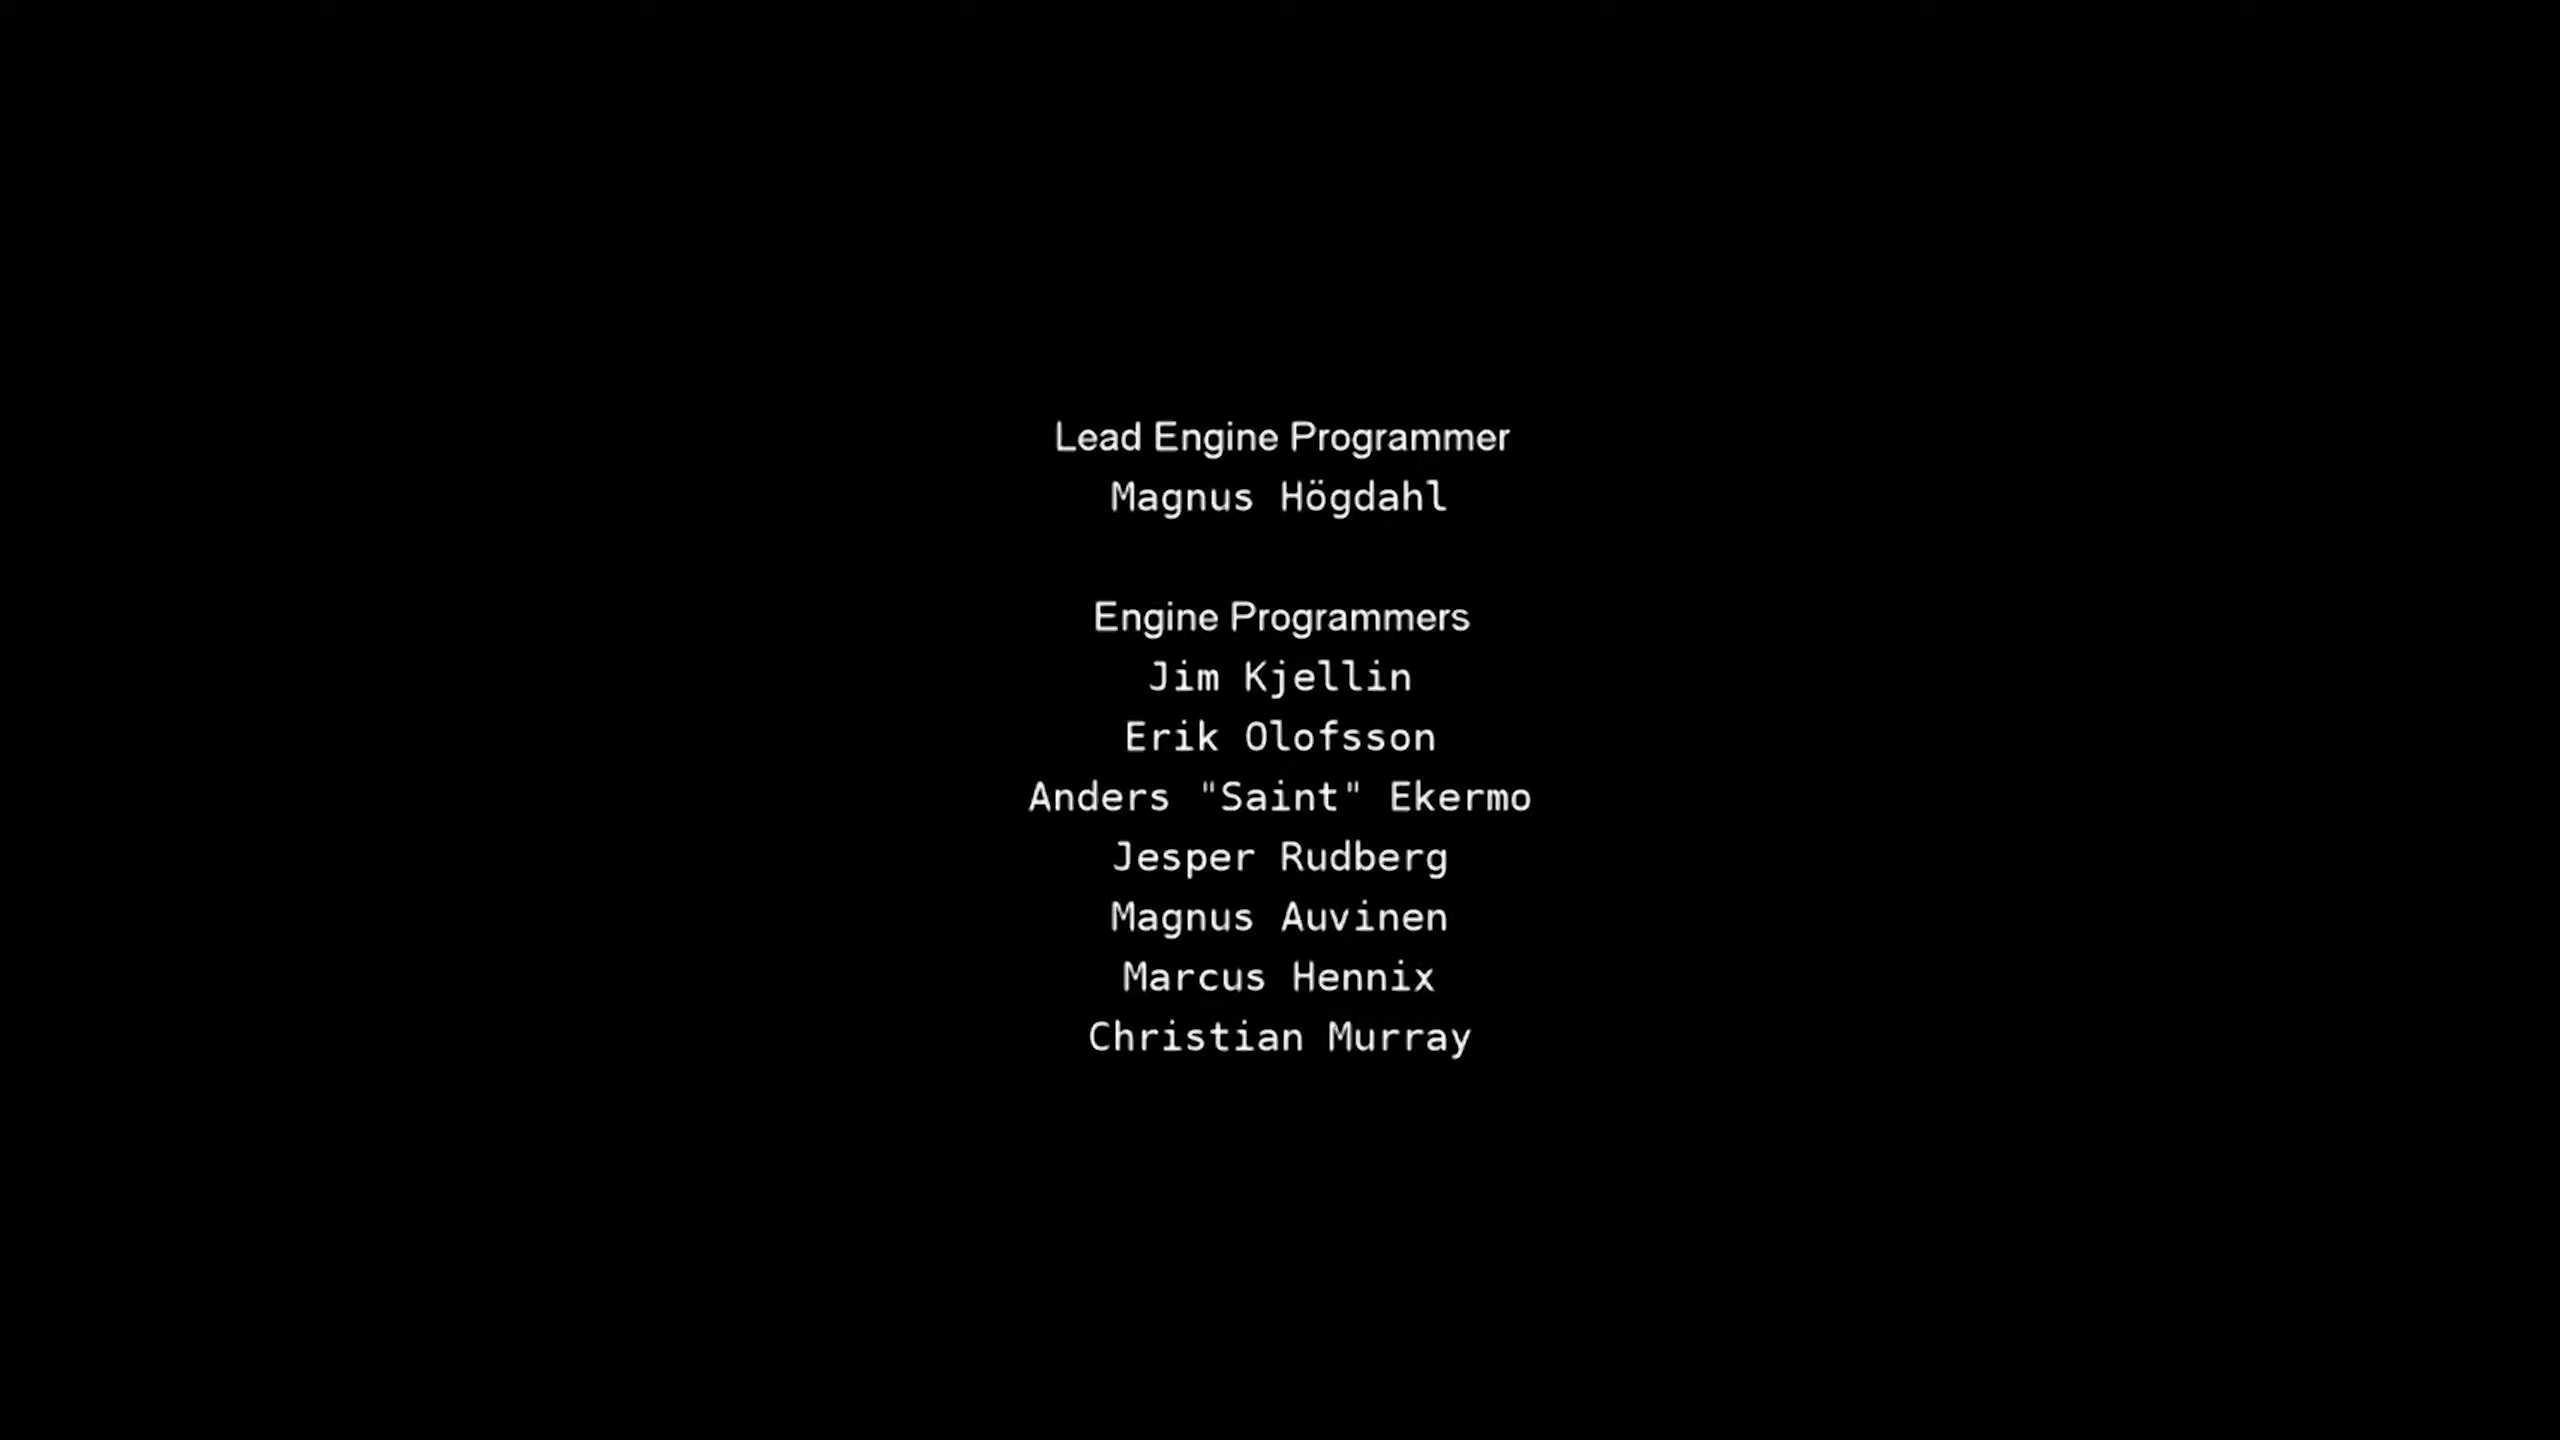 Lead Engine Programmer
Magnus Högdahl
Engine Programmers
Jim Kjellin
Erik Olofsson
Anders "Saint" Ekermo
Jesper Rudberg
Magnus Auvinen
Marcus Hennix
Christian Murray